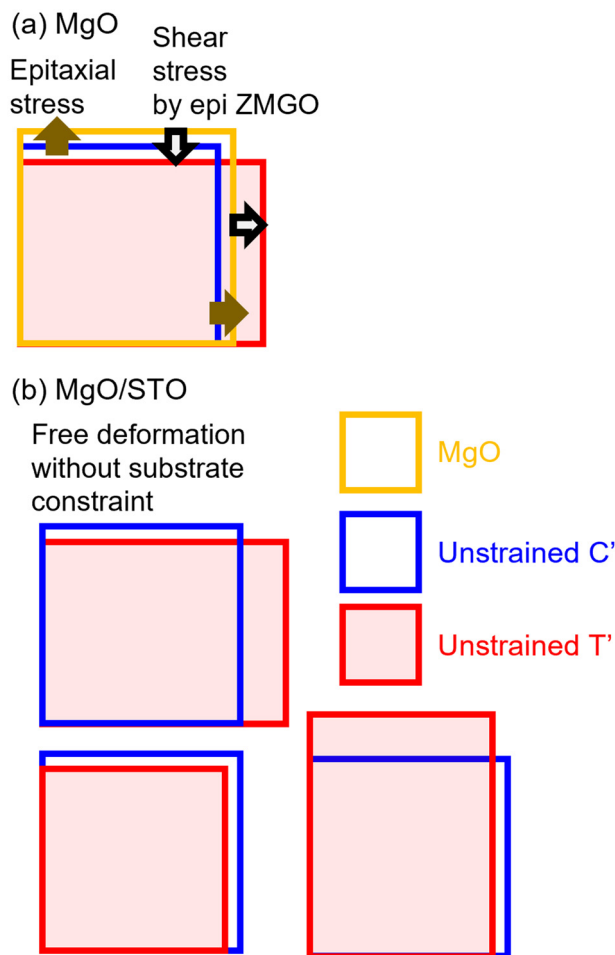 (a) MgO
Epitaxial
stress
Shear
stress
by epi ZMGO
(b) MgO/STO
Free deformation
without substrate
constraint
MgO
Unstrained C'
Unstrained T'